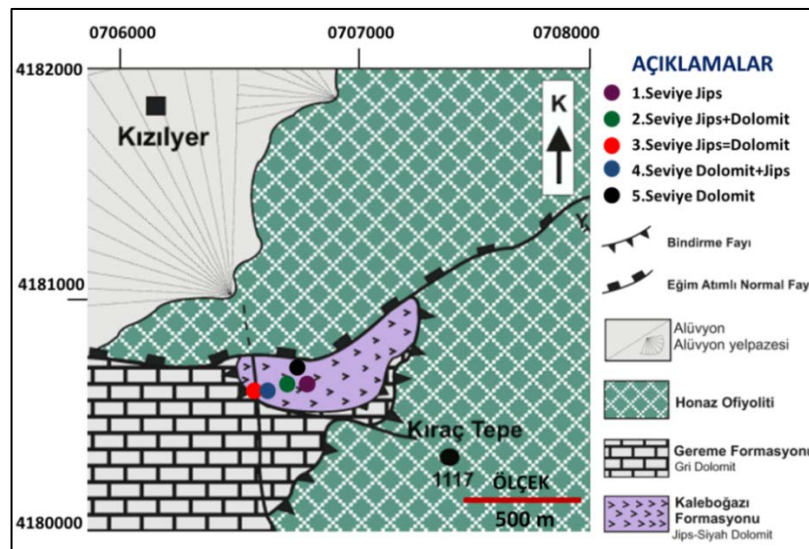 0706000 0707000 0708000
4182000
4181000
4180000
Kızılyer
K
Kıraç Tepe
1117
ÖLÇEK
500 m
AÇIKLAMALAR
1.Seviye Jips
2.Seviye Jips+Dolomit
3.Seviye Jips=Dolomit
4.Seviye Dolomit+Jips
5.Seviye Dolomit
Bindirme Fayı
Eğim Atımlı Normal Fay
Alüvyon
Alüvyon yelpazesi
Honaz Ofiyoliti
Gereme Formasyonu
Gri Dolomit
Kaleboğazı
Formasyonu
Jips-Siyah Dolomit